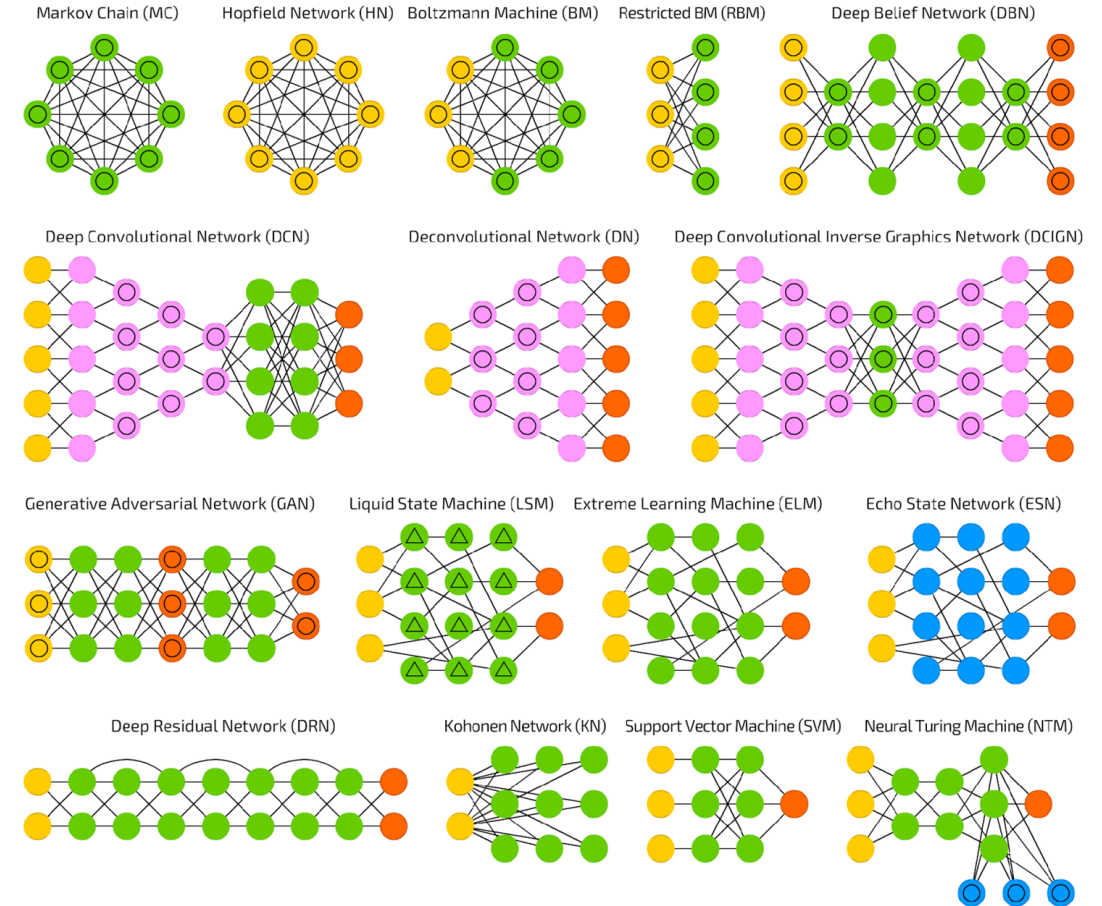 Markov Chain (MC)
Hopfield Network (HN)
Boltzmann Machine (BM)
Restricted BM (RBM)
Deep Belief Network (DBN)
Deep Convolutional Network (DCN)
Deconvolutional Network (DN)
Deep Convolutional Inverse Graphics Network (DCIGN)
Generative Adversarial Network (GAN)
Liquid State Machine (LSM)
Extreme Learning Machine (ELM)
Echo State Network (ESN)
Deep Residual Network (DRN)
Kohonen Network (KN)
Support Vector Machine (SVM)
Neural Turing Machine (NTM)